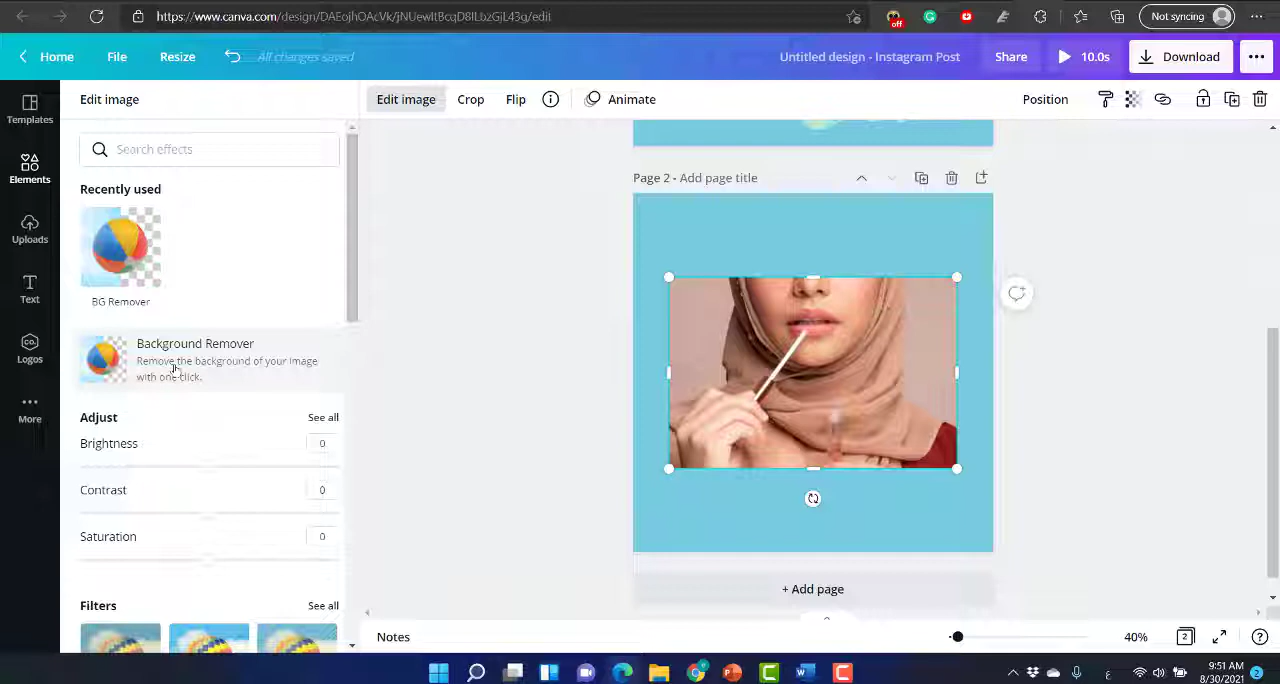 https://www.canva.com/design/DAEojhOAcVk/jNUewItBcqD8ILbzGjL43g/edit
off
Not syncing
Home
File
Resize
All changes saved
Untitled design - Instagram Post
Share
10.0s
Download
Templates
Elements
Uploads
Text
Logos
More
Edit image
Search effects
Recently used
BG Remover
Background Remover
Remove the background of your image
with one click.
Adjust
See all
Brightness
0
Contrast
0
Saturation
0
Filters
See all
Edit image
Crop
Flip
Animate
Position
Page 2 - Add page title
+ Add page
Notes
40%
2
9:51 AM
8/30/2021
2